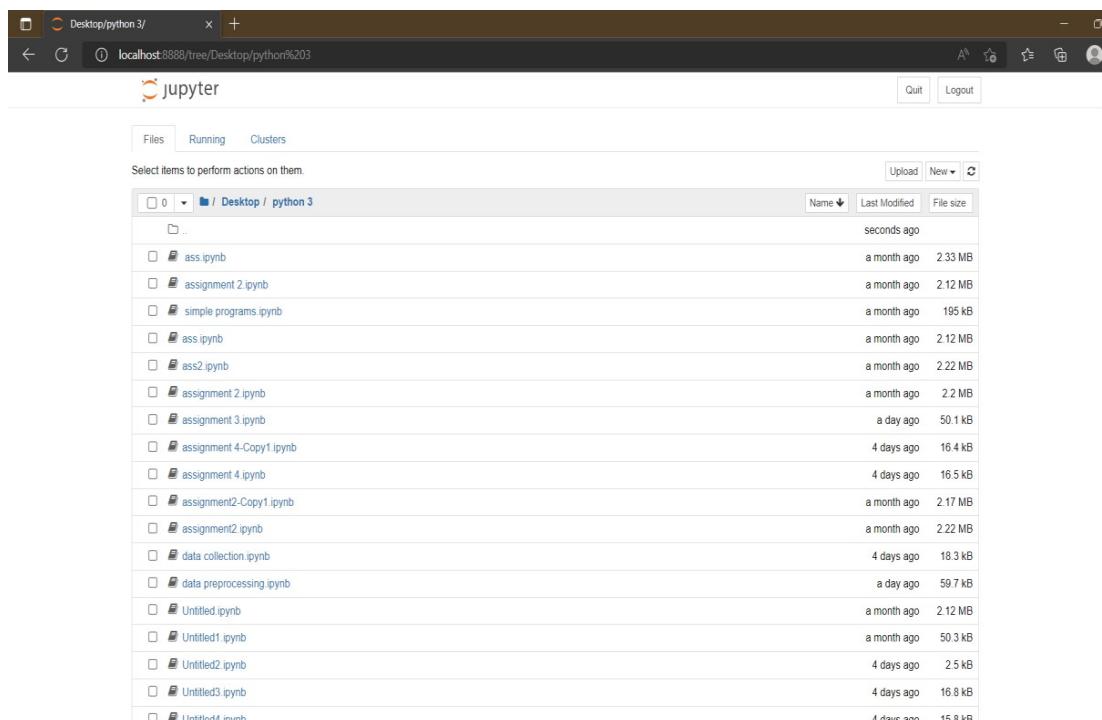 Desktop/python 3/
localhost:8888/tree/Desktop/python%203
jupyter
Quit Logout
Files Running Clusters
Select items to perform actions on them.
Upload New
0 / Desktop / python 3 Name Last Modified File size
.. seconds ago
ass.ipynb a month ago 2.33 MB
assignment 2.ipynb a month ago 2.12 MB
simple programs.ipynb a month ago 195 kB
ass.ipynb a month ago 2.12 MB
ass2.ipynb a month ago 2.22 MB
assignment 2.ipynb a month ago 2.2 MB
assignment 3.ipynb a day ago 50.1 kB
assignment 4-Copy1.ipynb 4 days ago 16.4 kB
assignment 4.ipynb 4 days ago 16.5 kB
assignment2-Copy1.ipynb a month ago 2.17 MB
assignment2.ipynb a month ago 2.22 MB
data collection.ipynb 4 days ago 18.3 kB
data preprocessing.ipynb a day ago 59.7 kB
Untitled.ipynb a month ago 2.12 MB
Untitled1.ipynb a month ago 50.3 kB
Untitled2.ipynb 4 days ago 2.5 kB
Untitled3.ipynb 4 days ago 16.8 kB
Untitled4.ipynb 4 days ago 15.8 kB